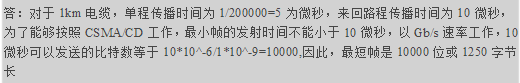 答：对于 1km 电缆，单程传播时间为 1/200000=5 为微秒，来回路程传播时间为 10 微秒，
为了能够按照 CSMA/CD 工作，最小帧的发射时间不能小于 10 微秒，以 Gb/s 速率工作，10
微秒可以发送的比特数等于 10*10^-6/1*10^-9=10000,因此，最短帧是 10000 位或 1250 字节
长